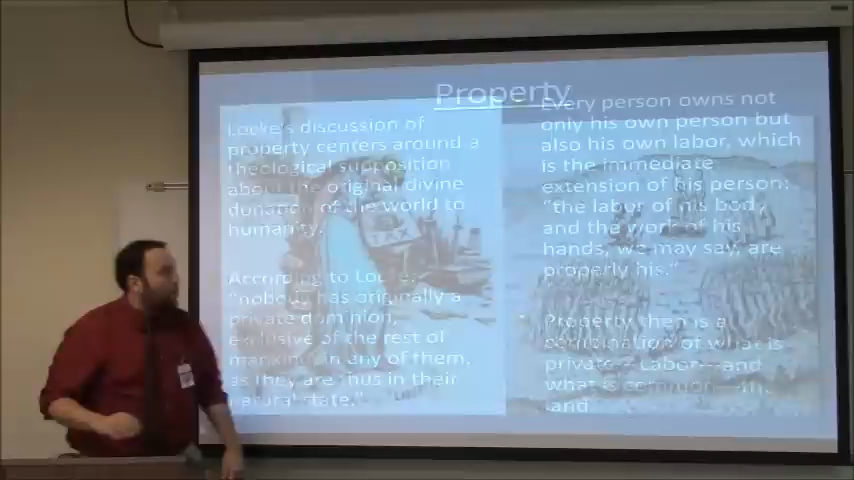 Property
Locke's discussion of
property centers around a
theological supposition
about the original divine
donation of the world to
humanity.
According to Locke,
"nobody has originally a
private dominion,
exclusive of the rest of
mankind, in any of them,
as they are thus in their
natural state."
Every person owns not
only his own person but
also his own labor, which
is the immediate
extension of his person:
"the labor of his body,
and the work of his
hands, we may say, are
properly his."
Property then is a
combination of what is
private—Labor—and
what is common—the
land
TAX